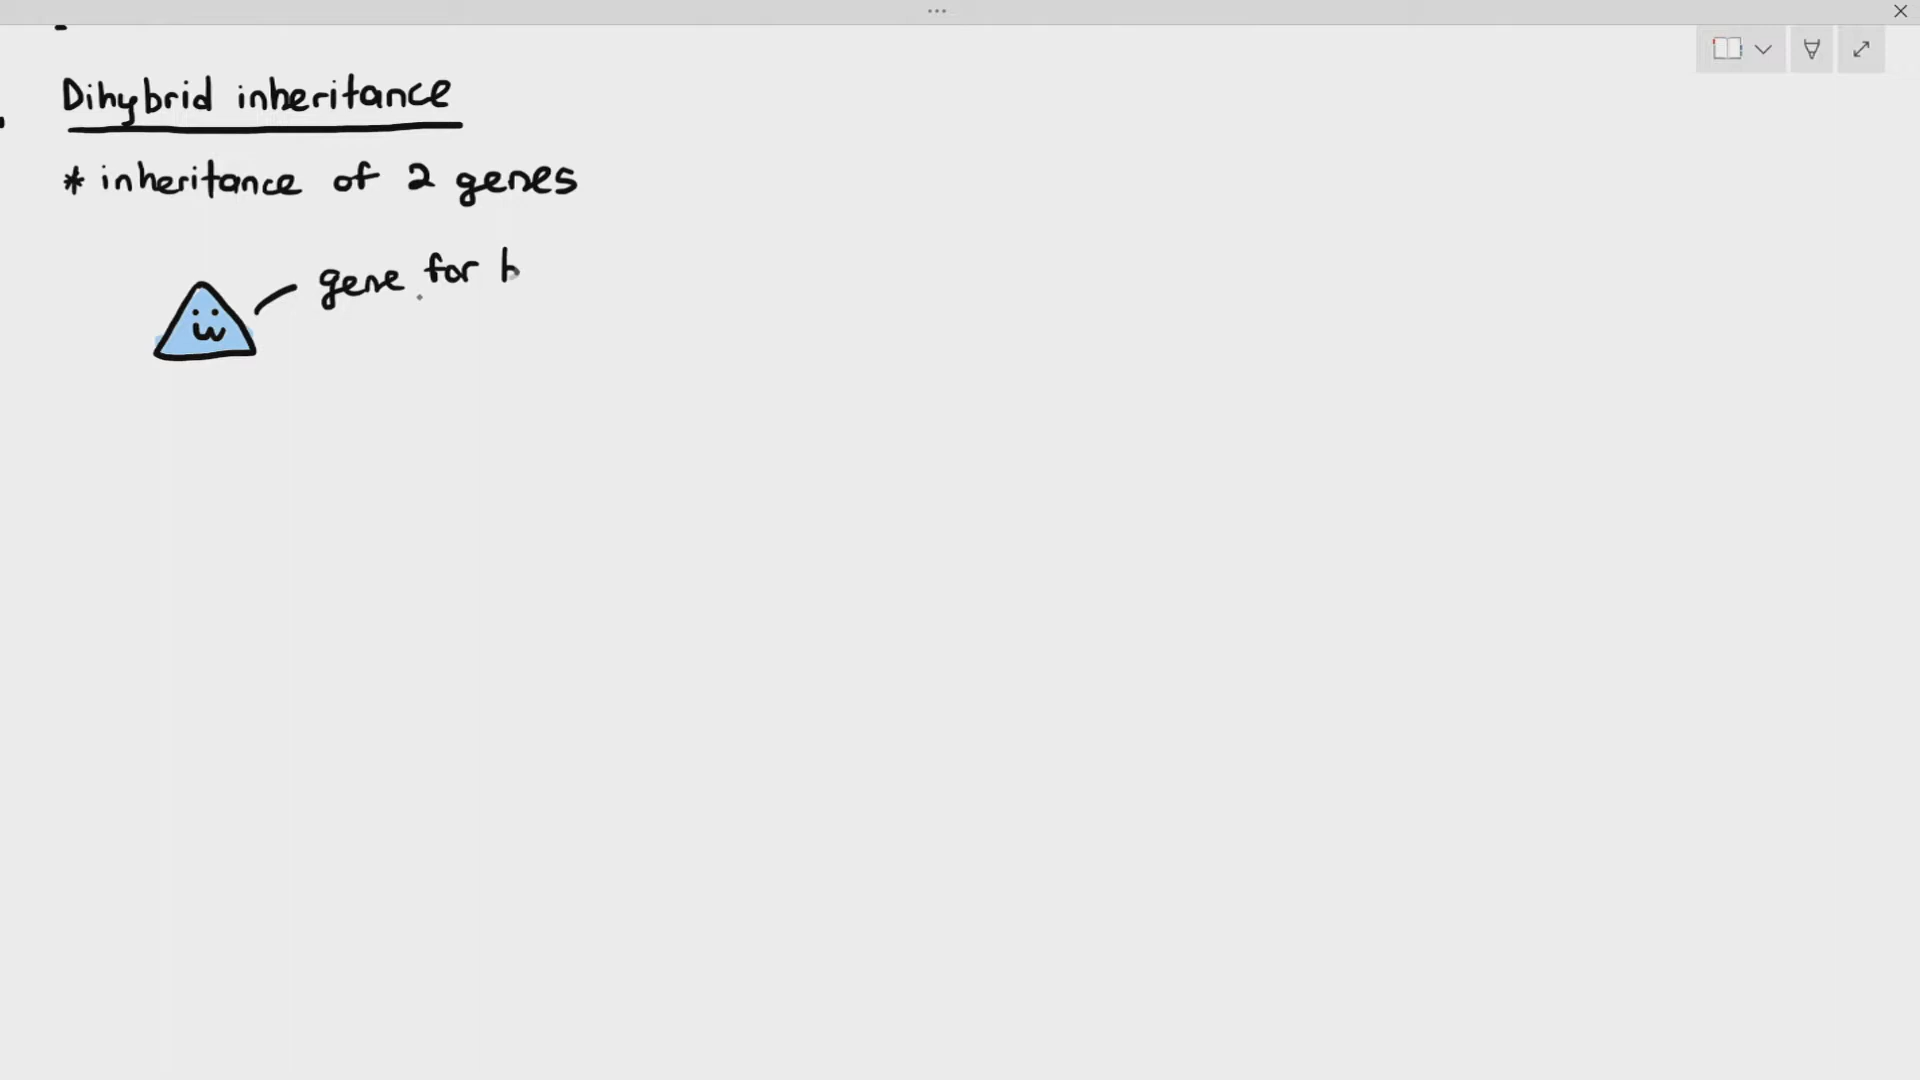 Dihybrid inheritance
* inheritance of 2 genes
gene for